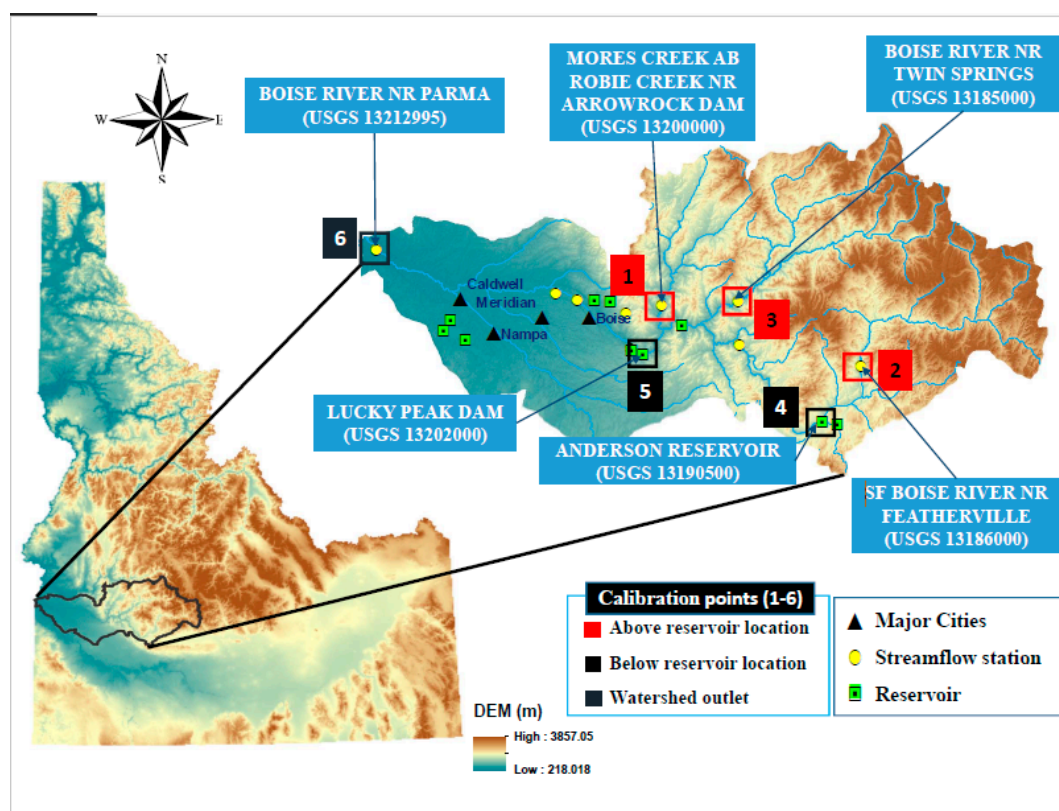 N
W
E
S
BOISE RIVER NR PARMA
(USGS 13212995)
MORES CREEK AB
ROBIE CREEK NR
ARROWROCK DAM
(USGS 13200000)
BOISE RIVER NR
TWIN SPRINGS
(USGS 13185000)
6
1
3
2
Caldwell
Meridian
Nampa
Boise
5
4
LUCKY PEAK DAM
(USGS 13202000)
ANDERSON RESERVOIR
(USGS 13190500)
SF BOISE RIVER NR
FEATHERVILLE
(USGS 13186000)
Calibration points (1-6)
Above reservoir location
Below reservoir location
Watershed outlet
Major Cities
Streamflow station
Reservoir
DEM (m)
High : 3857.05
Low : 218.018